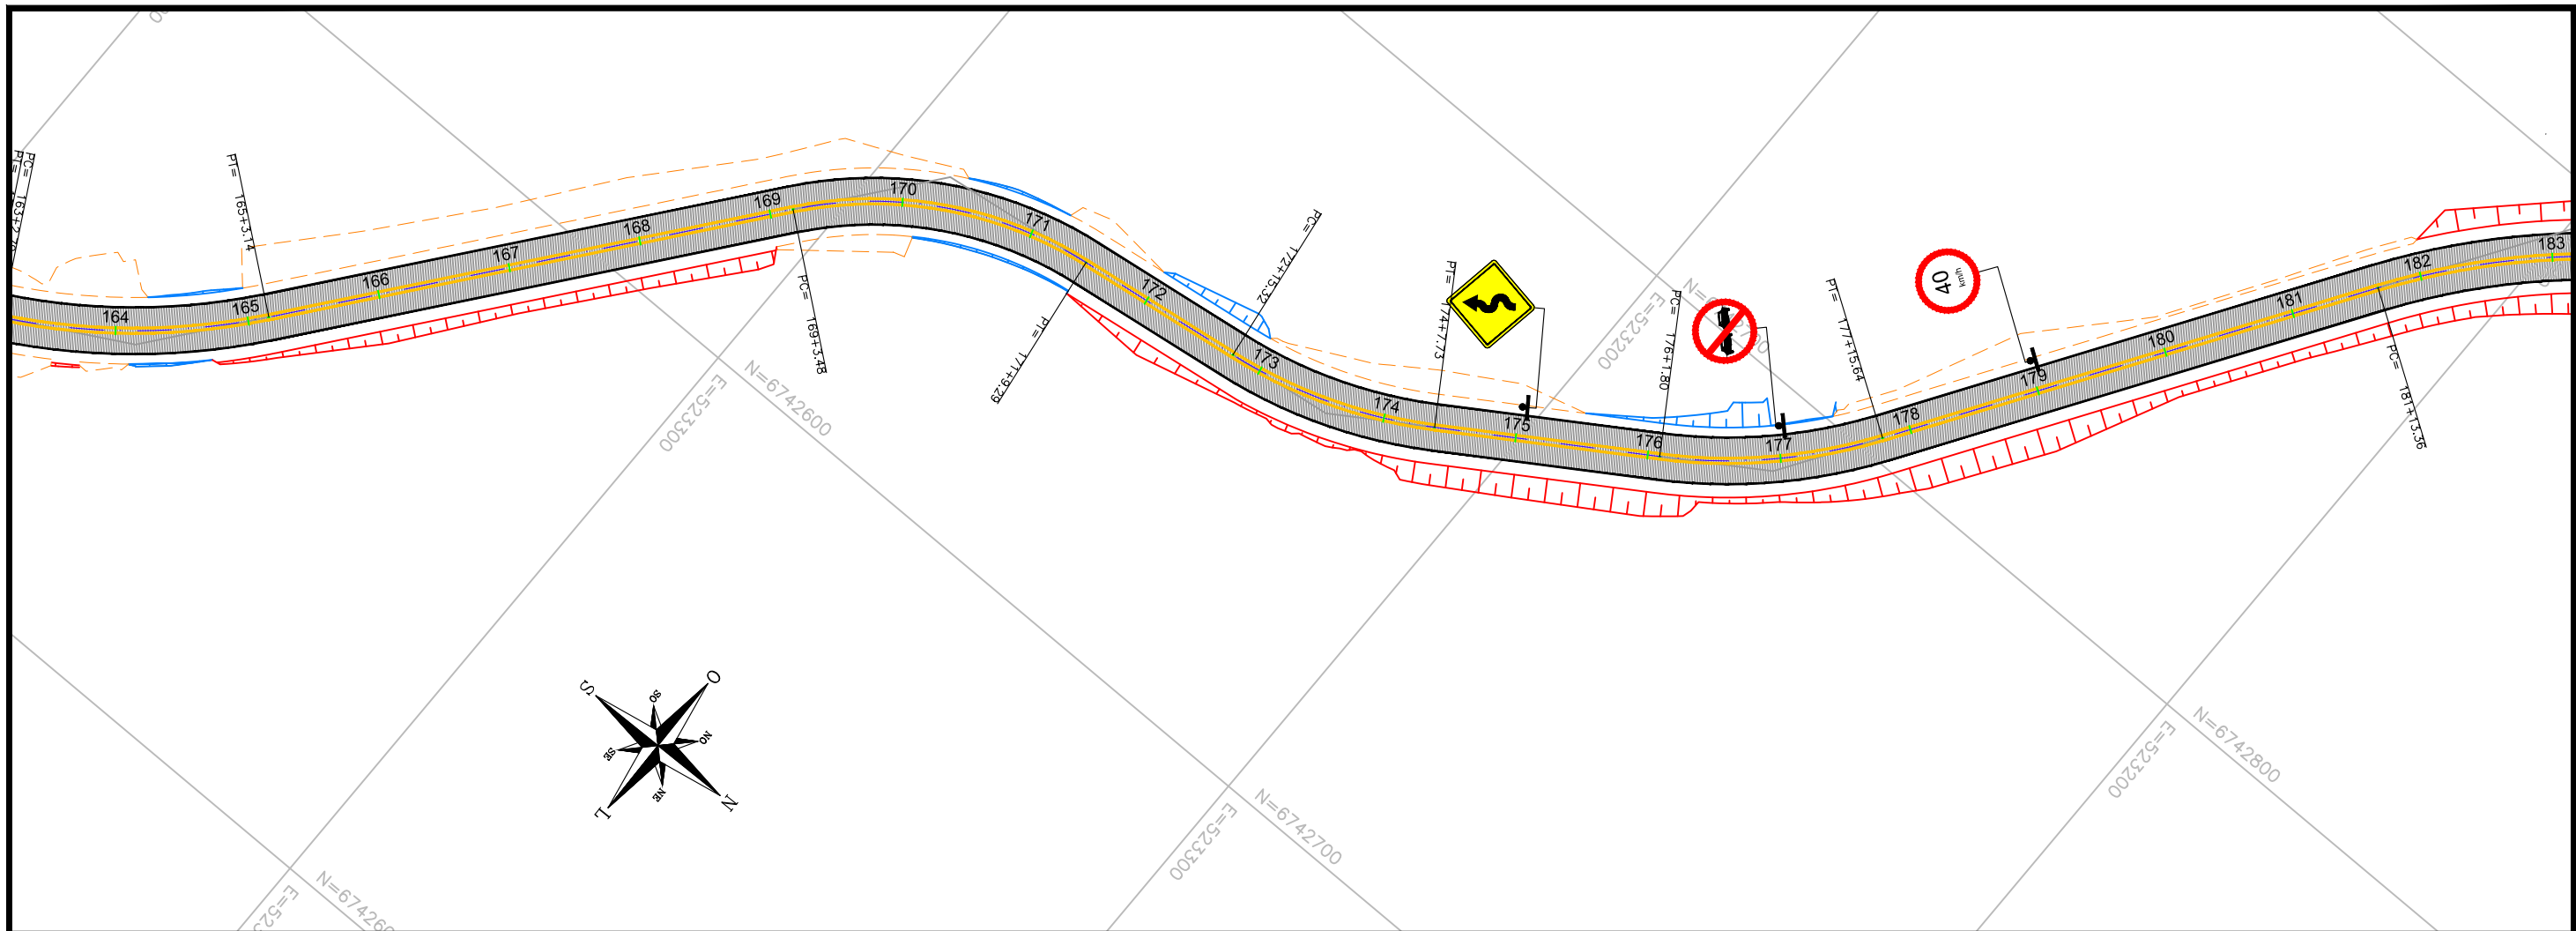 164
165
166
167
168
169
170
171
172
173
174
175
176
177
178
179
180
181
182
183
PT=
PC= 163+2.
PT= 165+3.14
PC= 169+3.48
PT= 171+9.29
PC= 172+15.32
PT= 174+7.73
PC= 176+1.80
PT= 177+15.64
PC= 181+13.36
40
km/h
E=523300
N=6742600
E=523200
E=523300
N=6742700
E=523200
N=6742800
S
SO
O
NO
N
NE
L
SE